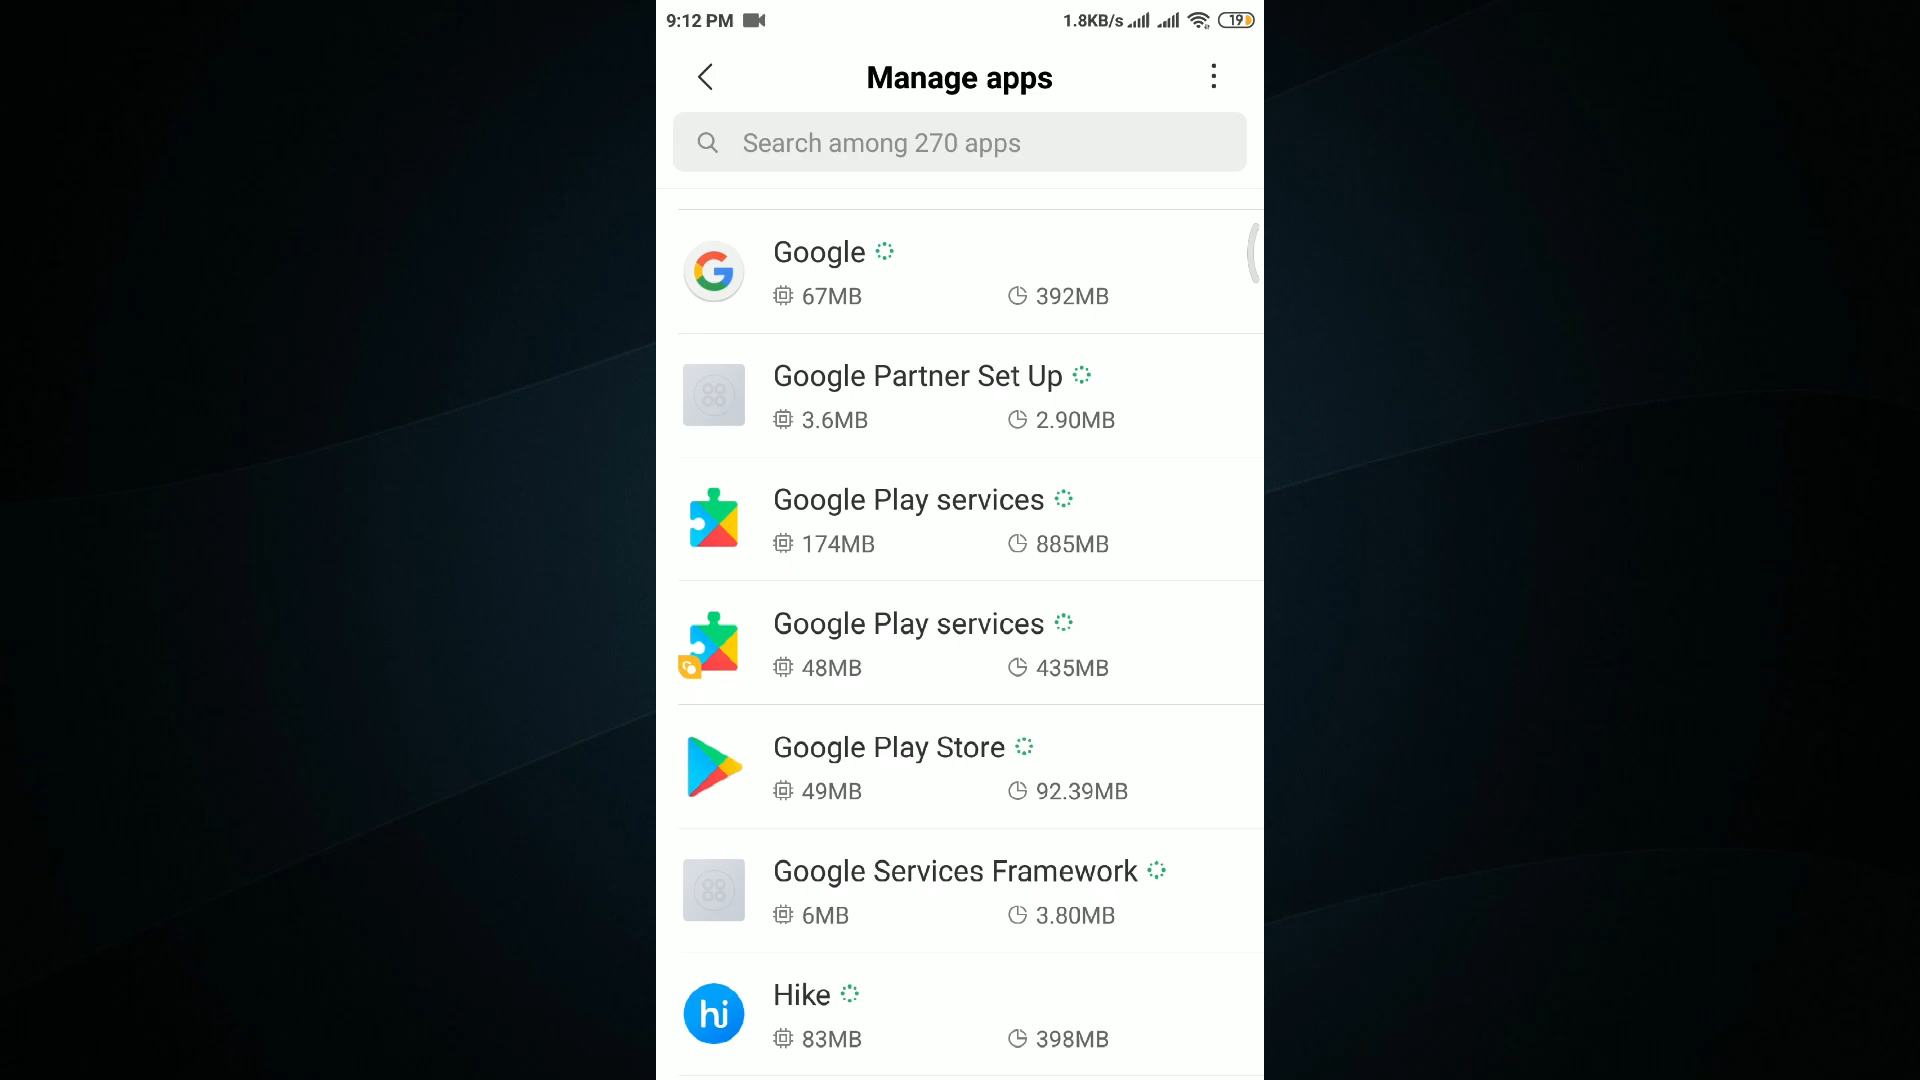 9:12 PM 1.8KB/s 19
Manage apps
Search among 270 apps
Google
67MB 392MB
Google Partner Set Up
3.6MB 2.90MB
Google Play services
174MB 885MB
Google Play services
48MB 435MB
Google Play Store
49MB 92.39MB
Google Services Framework
6MB 3.80MB
hi Hike
83MB 398MB